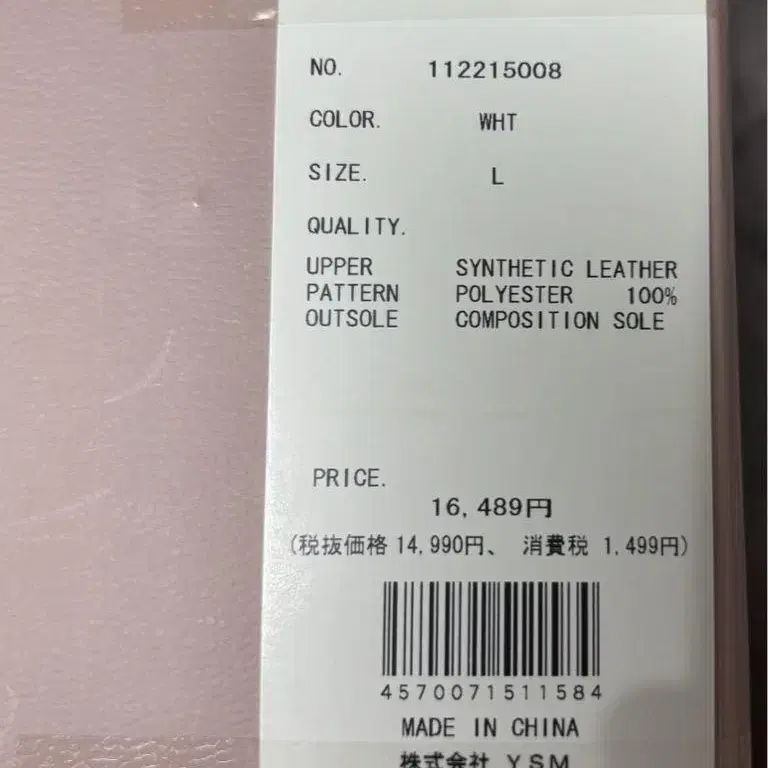 NO. 112215008
COLOR. WHT
SIZE. L
QUALITY.
UPPER SYNTHETIC LEATHER
PATTERN POLYESTER 100%
OUTSOLE COMPOSITION SOLE
PRICE.
16,489円
(税抜価格 14,990円、 消費税 1,499円)
4570071511584
MADE IN CHINA
株式会社 YSM